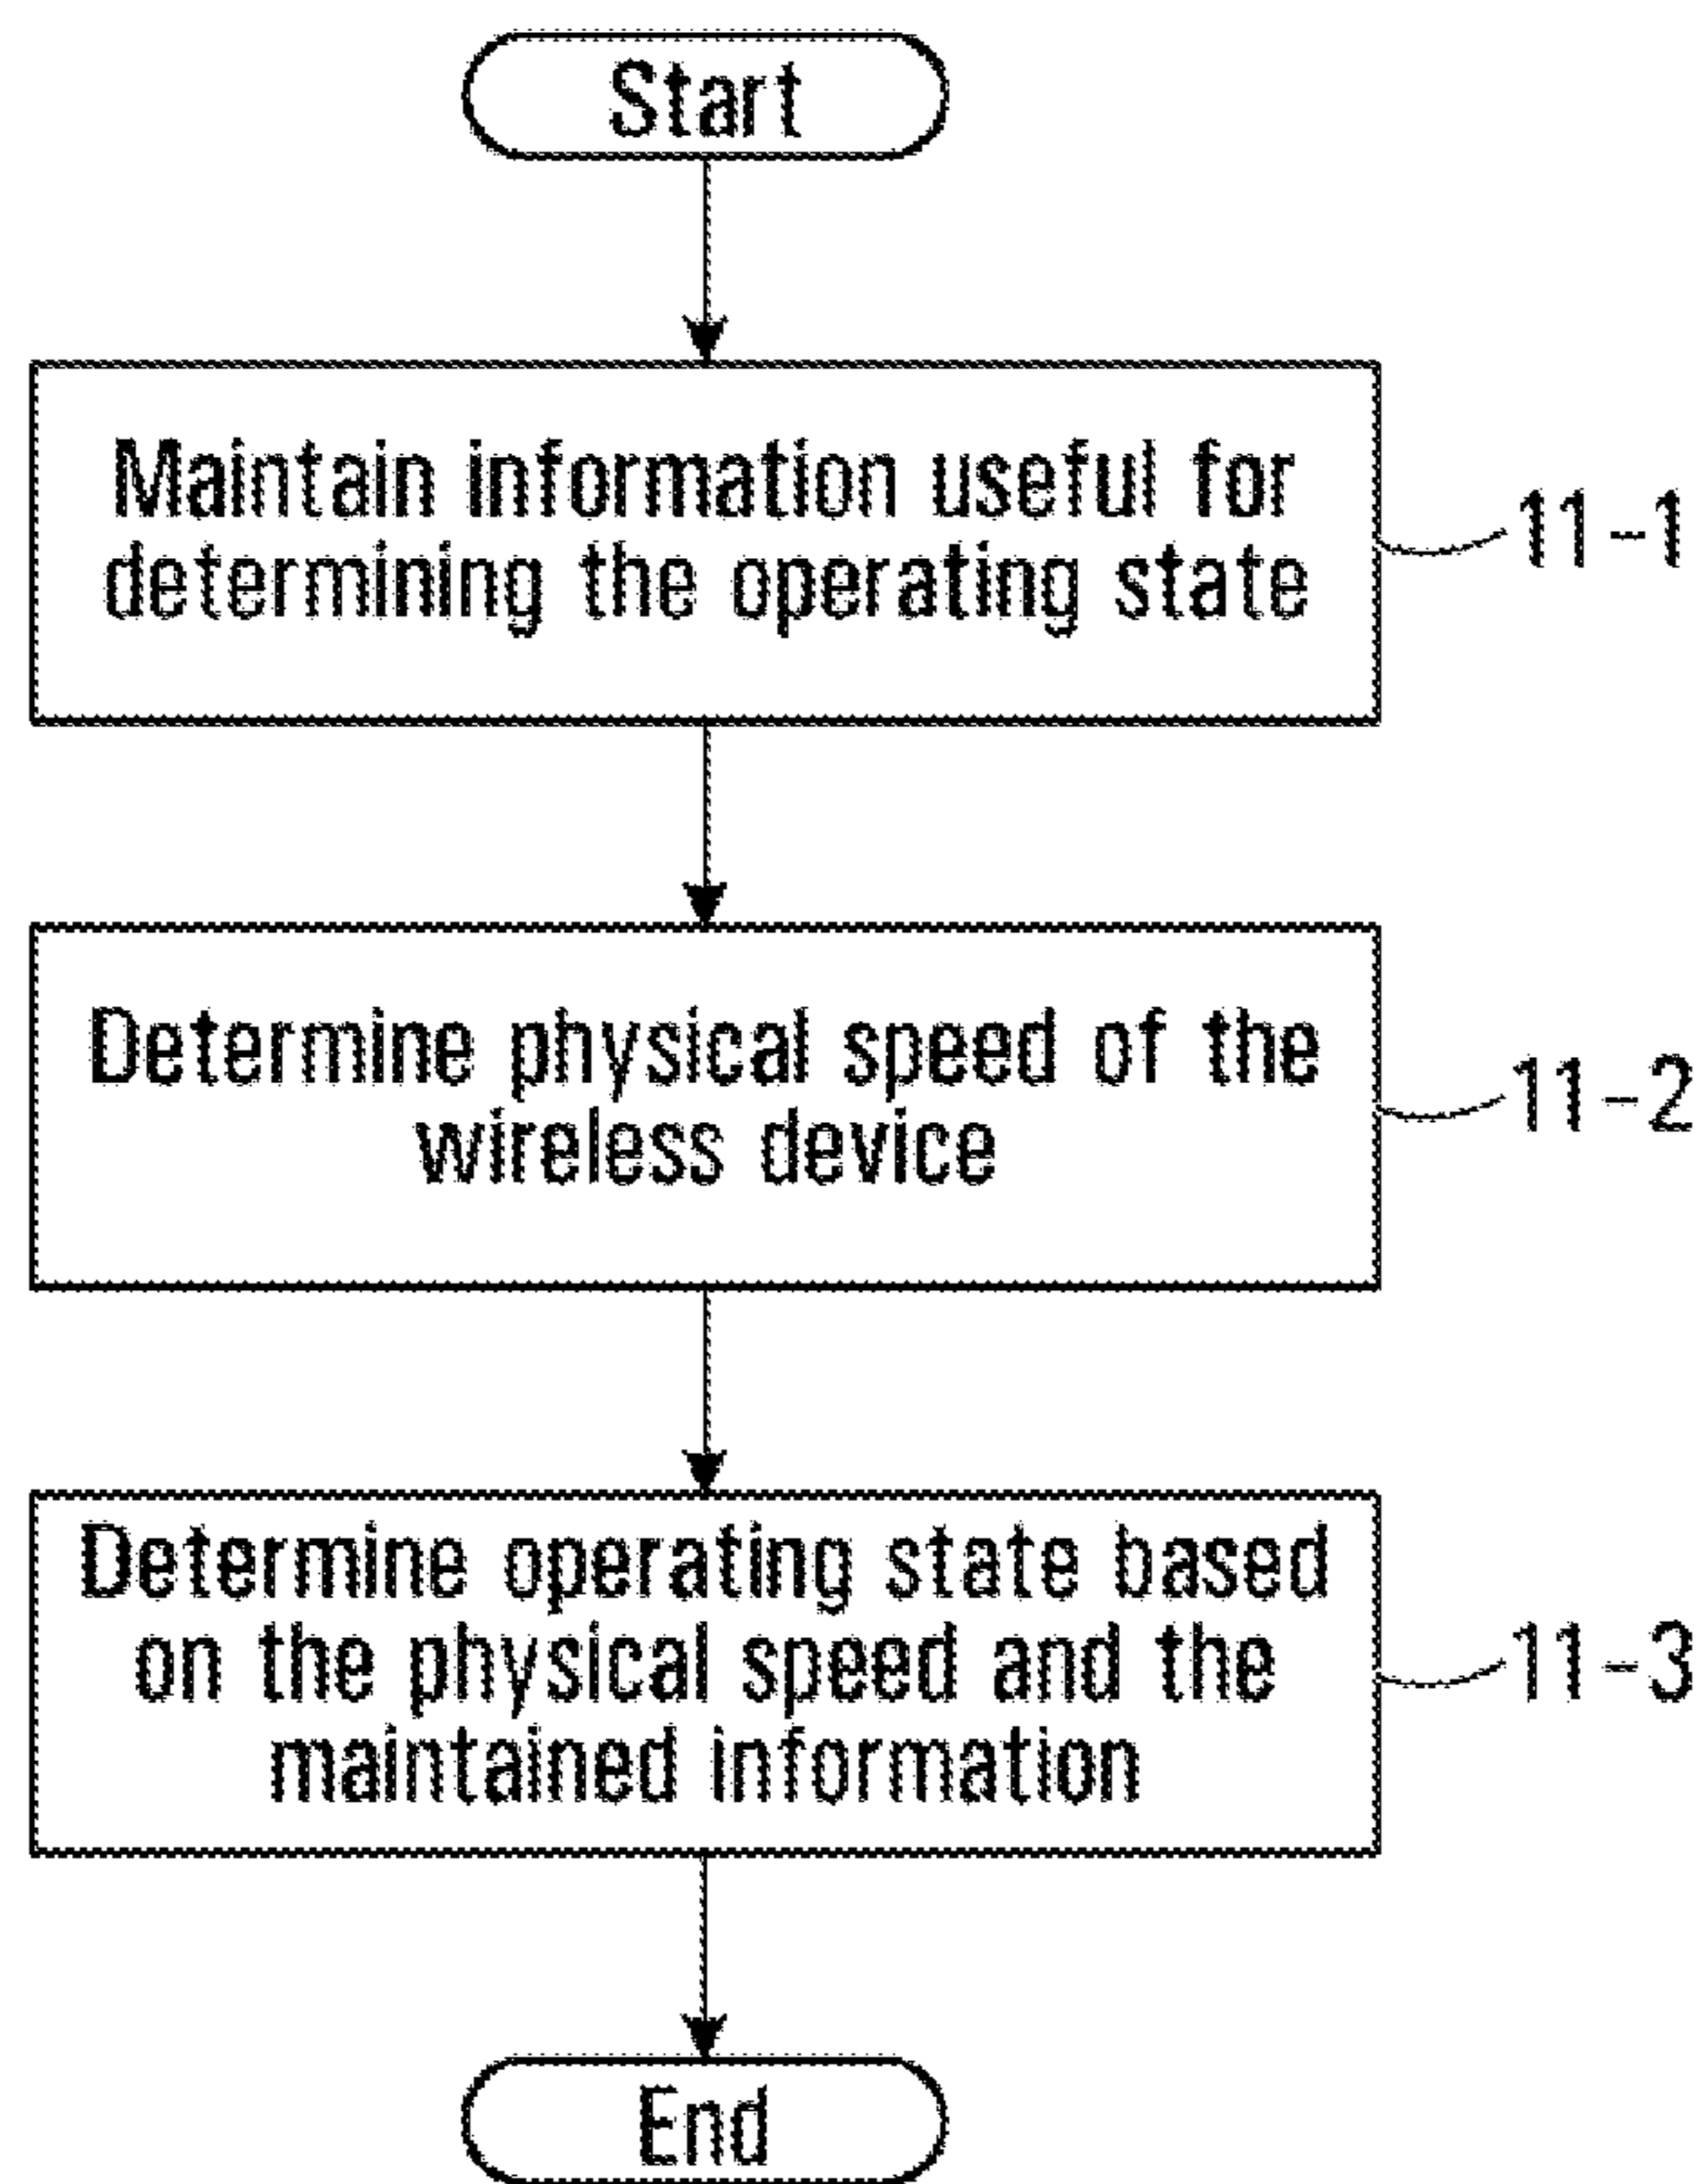 Start
Maintain information useful for
determining the operating state
11-1
Determine physical speed of the
wireless device
11-2
Determine operating state based
on the physical speed and the
maintained information
11-3
End